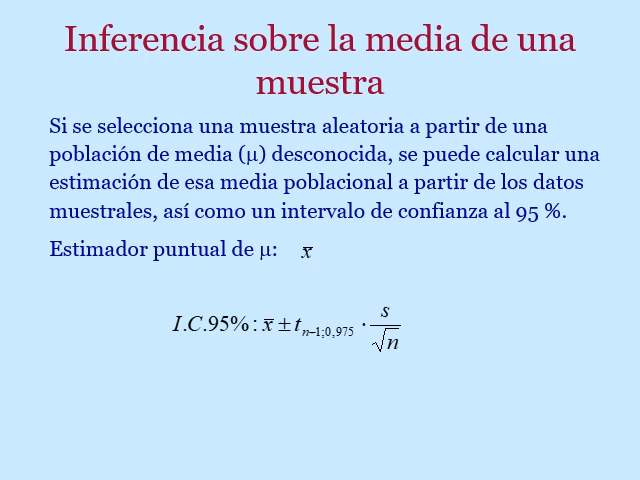 Inferencia sobre la media de una
muestra
Si se selecciona una muestra aleatoria a partir de una
población de media (μ) desconocida, se puede calcular una
estimación de esa media poblacional a partir de los datos
muestrales, así como un intervalo de confianza al 95 %.
Estimador puntual de μ: x̅
I.C.95% : x̅ ± t n−1;0,975 · s/√n